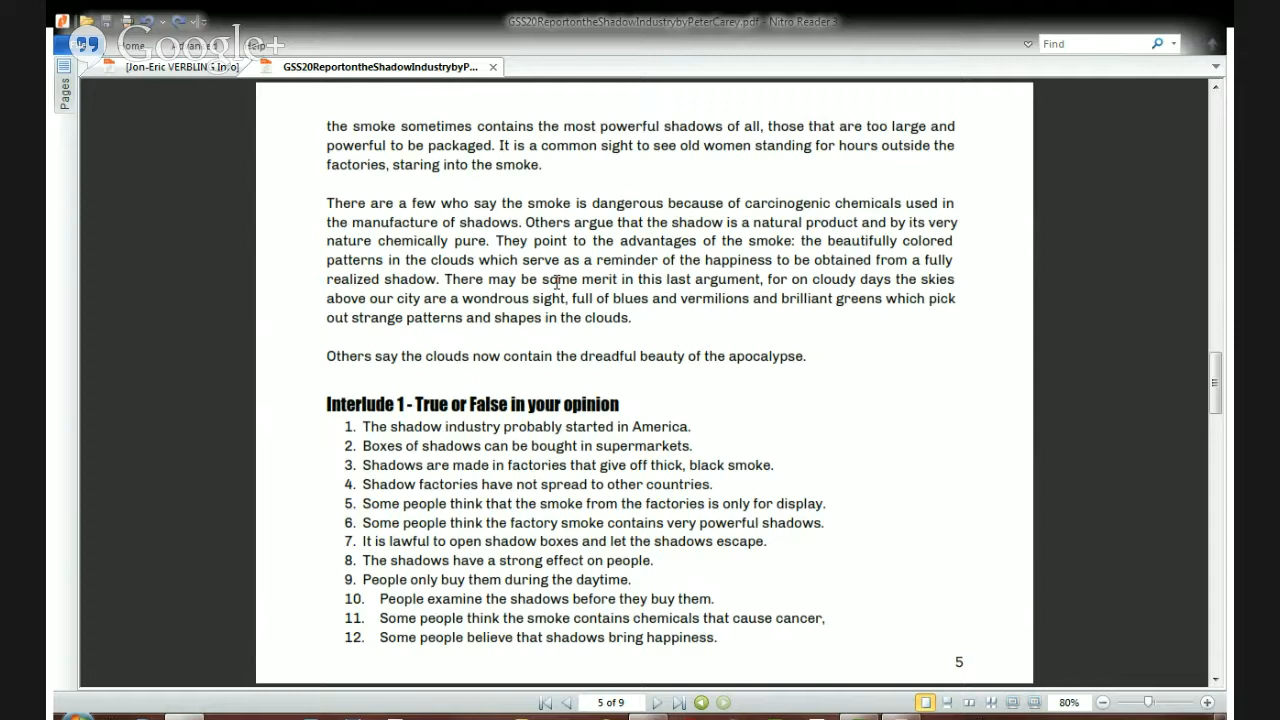 GSS20ReportontheShadowIndustrybyPeterCarey.pdf - Nitro Reader 3
Google+
File Home Advanced Help
Find
[Jon-Eric VERBLING Info]
GSS20ReportontheShadowIndustrybyP...
Pages
the smoke sometimes contains the most powerful shadows of all, those that are too large and
powerful to be packaged. It is a common sight to see old women standing for hours outside the
factories, staring into the smoke.
There are a few who say the smoke is dangerous because of carcinogenic chemicals used in
the manufacture of shadows. Others argue that the shadow is a natural product and by its very
nature chemically pure. They point to the advantages of the smoke: the beautifully colored
patterns in the clouds which serve as a reminder of the happiness to be obtained from a fully
realized shadow. There may be some merit in this last argument, for on cloudy days the skies
above our city are a wondrous sight, full of blues and vermilions and brilliant greens which pick
out strange patterns and shapes in the clouds.
Others say the clouds now contain the dreadful beauty of the apocalypse.
Interlude 1 - True or False in your opinion
1. The shadow industry probably started in America.
2. Boxes of shadows can be bought in supermarkets.
3. Shadows are made in factories that give off thick, black smoke.
4. Shadow factories have not spread to other countries.
5. Some people think that the smoke from the factories is only for display.
6. Some people think the factory smoke contains very powerful shadows.
7. It is lawful to open shadow boxes and let the shadows escape.
8. The shadows have a strong effect on people.
9. People only buy them during the daytime.
10. People examine the shadows before they buy them.
11. Some people think the smoke contains chemicals that cause cancer,
12. Some people believe that shadows bring happiness.
5
5 of 9
80%